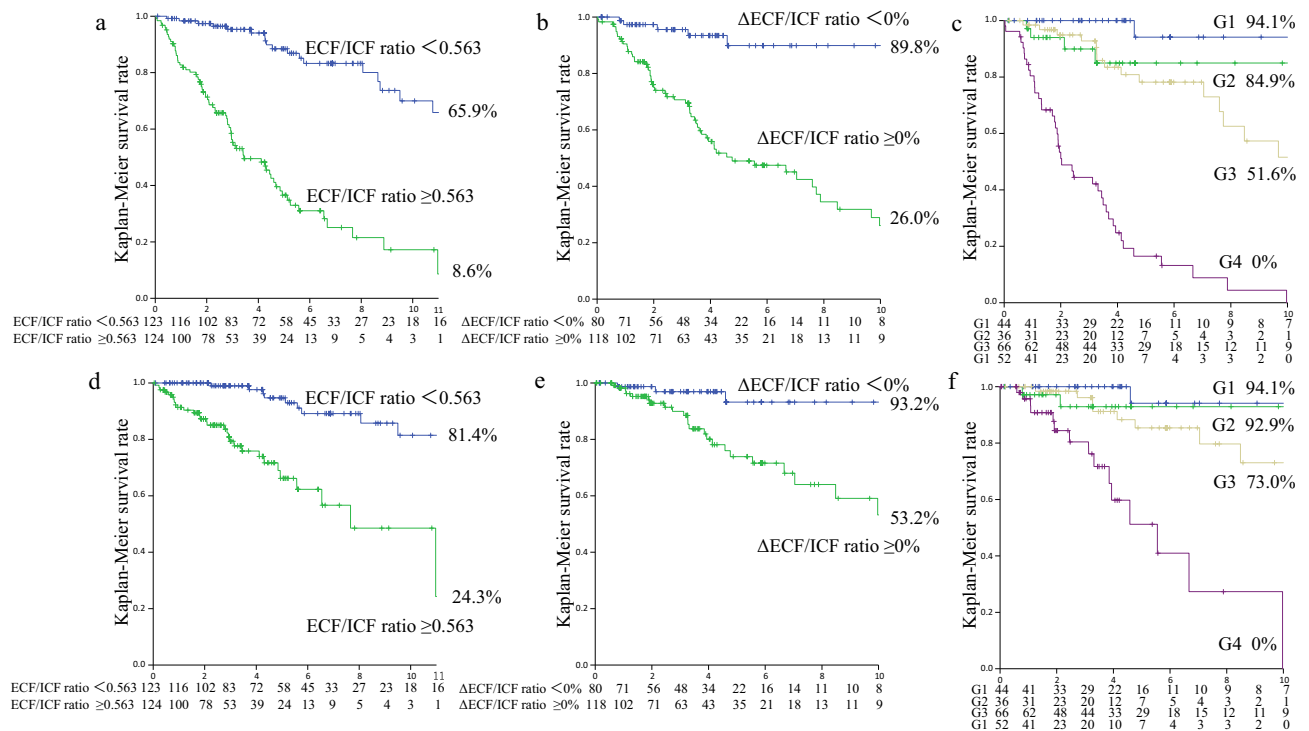 a
Kaplan-Meier survival rate
1.0
0.8
0.6
0.4
0.2
1.0
ECF/ICF ratio <0.563
65.9%
ECF/ICF ratio ≥0.563
8.6%
2 4 6 8 10 11
ECF/ICF ratio <0.563 123 116 102 83 72 58 45 33 27 23 18 16
ECF/ICF ratio ≥0.563 124 100 78 53 39 24 13 9 5 4 3 1
b
Kaplan-Meier survival rate
1.0
0.8
0.6
0.4
0.2
1.0
ΔECF/ICF ratio <0%
89.8%
ΔECF/ICF ratio ≥0%
26.0%
2 4 6 8 10
ΔECF/ICF ratio <0% 80 71 56 48 34 22 16 14 11 10 8
ΔECF/ICF ratio ≥0% 118 102 71 63 43 35 21 18 13 11 9
c
Kaplan-Meier survival rate
1.0
0.8
0.6
0.4
0.2
1.0
G1 94.1%
G2 84.9%
G3 51.6%
G4 0%
2 4 6 8 10
G1 44 41 33 29 22 16 11 10 9 8 7
G2 36 31 23 20 12 7 5 4 3 2 1
G3 66 62 48 44 33 29 18 15 12 11 9
G1 52 41 23 20 10 7 4 3 3 2 0
d
Kaplan-Meier survival rate
1.0
0.8
0.6
0.4
0.2
1.0
ECF/ICF ratio <0.563
81.4%
24.3%
ECF/ICF ratio ≥0.563
2 4 6 8 10 11
ECF/ICF ratio <0.563 123 116 102 83 72 58 45 33 27 23 18 16
ECF/ICF ratio ≥0.563 124 100 78 53 39 24 13 9 5 4 3 1
e
Kaplan-Meier survival rate
1.0
0.8
0.6
0.4
0.2
1.0
ΔECF/ICF ratio <0%
93.2%
53.2%
ΔECF/ICF ratio ≥0%
2 4 6 8 10
ΔECF/ICF ratio <0% 80 71 56 48 34 22 16 14 11 10 8
ΔECF/ICF ratio ≥0% 118 102 71 63 43 35 21 18 13 11 9
f
Kaplan-Meier survival rate
1.0
0.8
0.6
0.4
0.2
1.0
G1 94.1%
G2 92.9%
G3 73.0%
G4 0%
2 4 6 8 10
G1 44 41 33 29 22 16 11 10 9 8 7
G2 36 31 23 20 12 7 5 4 3 2 1
G3 66 62 48 44 33 29 18 15 12 11 9
G1 52 41 23 20 10 7 4 3 3 2 0